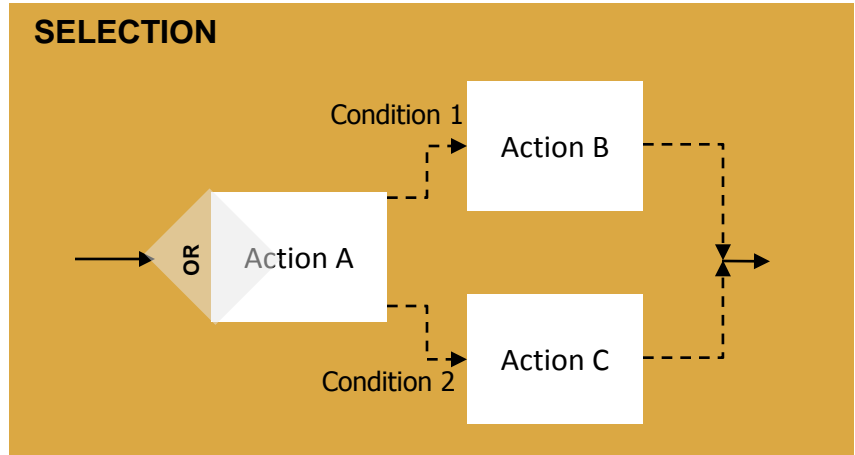 SELECTION
Condition 1
Action B
OR
Action A
Condition 2
Action C